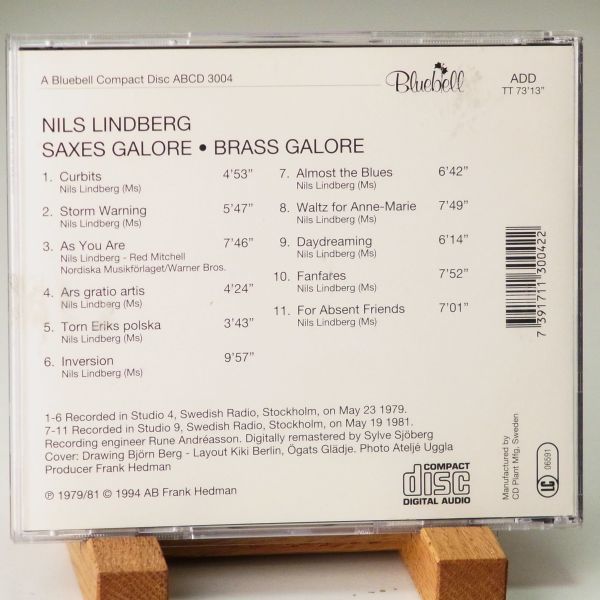 A Bluebell Compact Disc ABCD 3004
Bluebell
ADD
TT 73'13"
NILS LINDBERG
SAXES GALORE • BRASS GALORE
1. Curbits 4'53"
Nils Lindberg (Ms)
2. Storm Warning 5'47"
Nils Lindberg (Ms)
3. As You Are 7'46"
Nils Lindberg - Red Mitchell
Nordiska Musikförlaget/Warner Bros.
4. Ars gratio artis 4'24"
Nils Lindberg (Ms)
5. Torn Eriks polska 3'43"
Nils Lindberg (Ms)
6. Inversion 9'57"
Nils Lindberg (Ms)
7. Almost the Blues 6'42"
Nils Lindberg (Ms)
8. Waltz for Anne-Marie 7'49"
Nils Lindberg (Ms)
9. Daydreaming 6'14"
Nils Lindberg (Ms)
10. Fanfares 7'52"
Nils Lindberg (Ms)
11. For Absent Friends 7'01"
Nils Lindberg (Ms)
7 391711 300422
1-6 Recorded in Studio 4, Swedish Radio, Stockholm, on May 23 1979.
7-11 Recorded in Studio 9, Swedish Radio, Stockholm, on May 19 1981.
Recording engineer Rune Andréasson. Digitally remastered by Sylve Sjöberg
Cover: Drawing Björn Berg - Layout Kiki Berlin, Ögats Glädje. Photo Ateljé Uggla
Producer Frank Hedman
℗ 1979/81 © 1994 AB Frank Hedman
COMPACT
disc
DIGITAL AUDIO
Manufactured by
CD Plant Mfg, Sweden
LC 06591